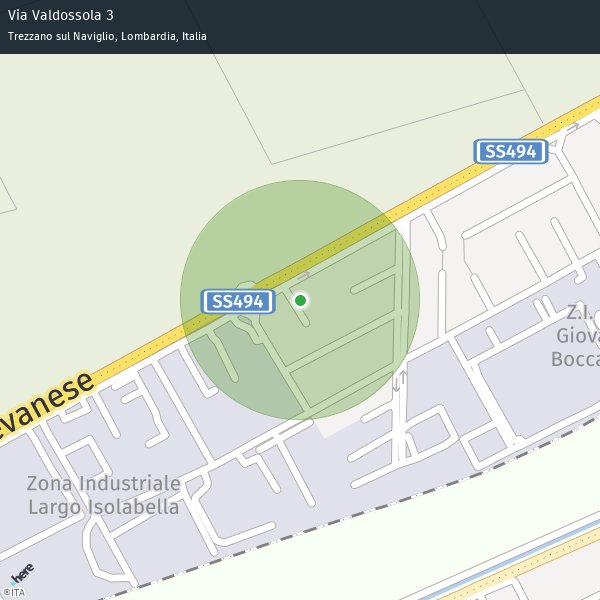 Via Valdossola 3
Trezzano sul Naviglio, Lombardia, Italia
SS494
SS494
Z.I.
Giova
Bocca
evanese
Zona Industriale
Largo Isolabella
here
©ITA